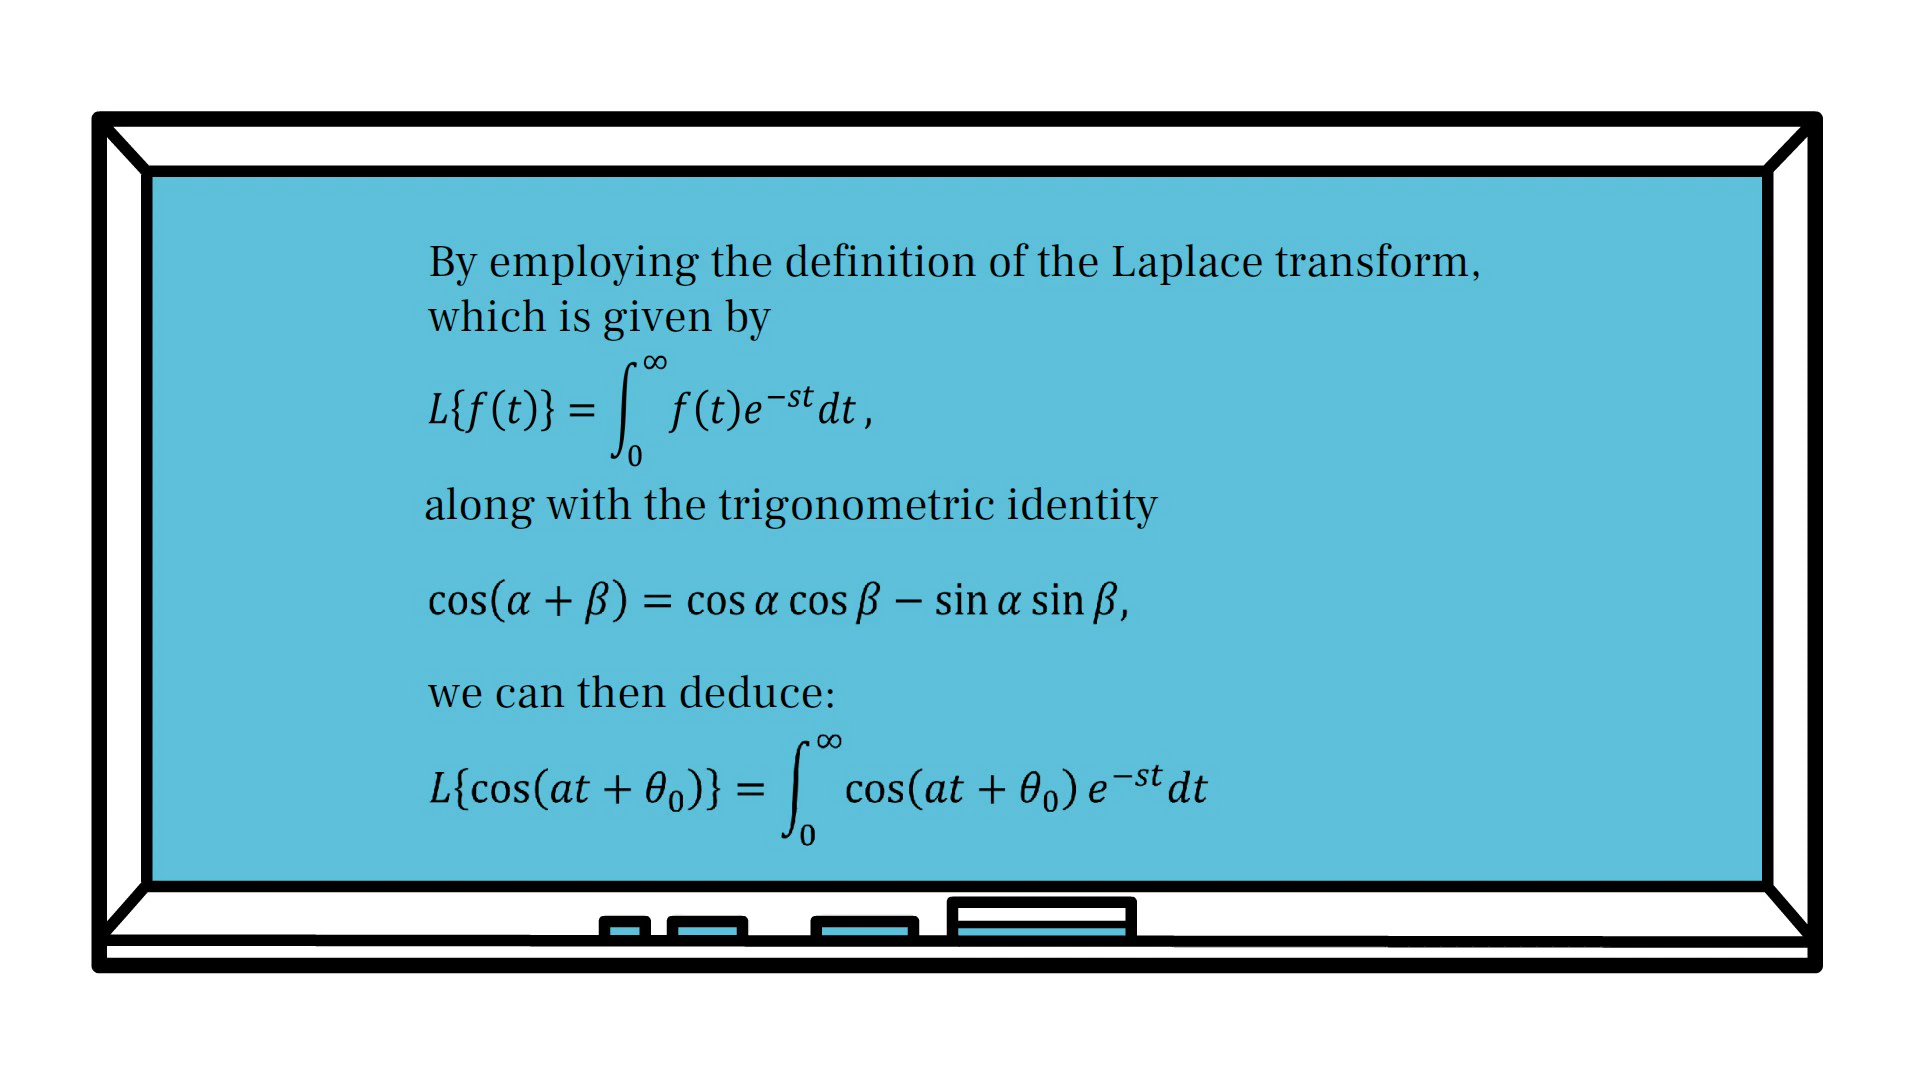 By employing the definition of the Laplace transform,
which is given by
L{f(t)} = ∫₀^∞ f(t)e^{−st}dt,
along with the trigonometric identity
cos(α + β) = cos α cos β − sin α sin β,
we can then deduce:
L{cos(at + θ₀)} = ∫₀^∞ cos(at + θ₀) e^{−st}dt